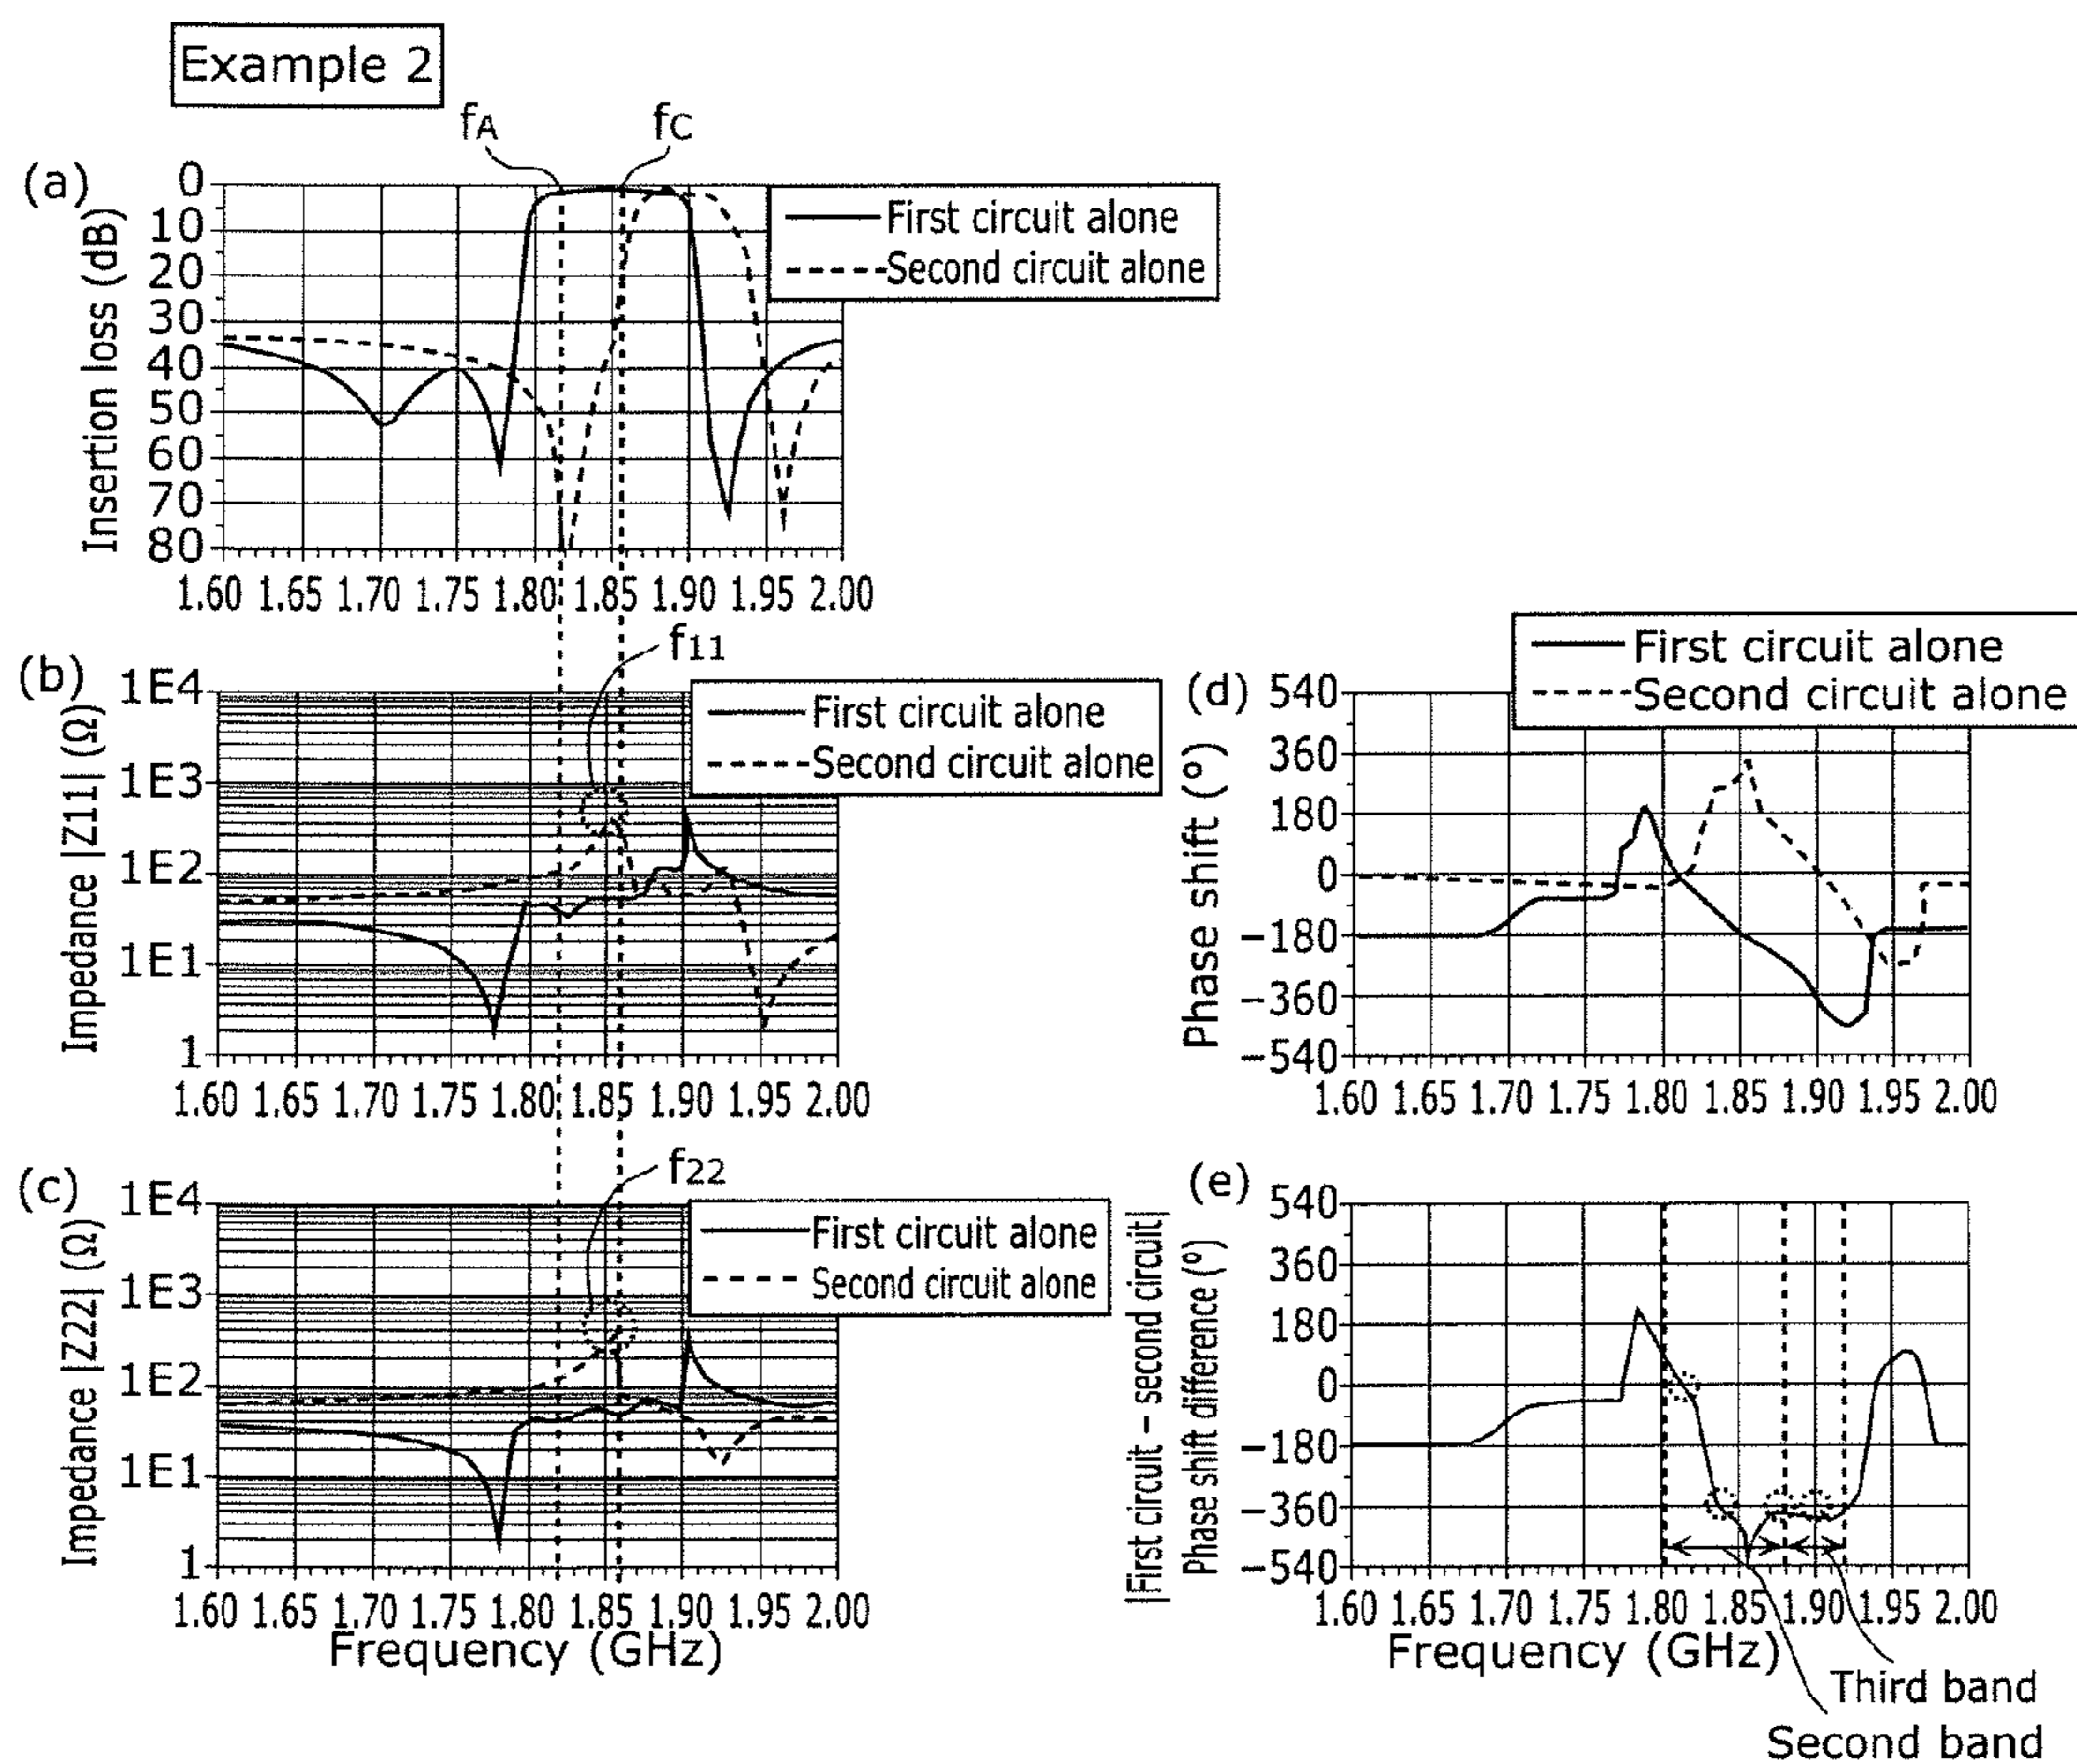 Example 2
fA
fC
(a)
Insertion loss (dB)
0
10
20
30
40
50
60
70
80
First circuit alone
Second circuit alone
1.60 1.65 1.70 1.75 1.80 1.85 1.90 1.95 2.00
f11
(b)
Impedance |Z11| (Ω)
1E4
1E3
1E2
1E1
1
First circuit alone
Second circuit alone
1.60 1.65 1.70 1.75 1.80 1.85 1.90 1.95 2.00
f22
(c)
Impedance |Z22| (Ω)
1E4
1E3
1E2
1E1
1
First circuit alone
Second circuit alone
1.60 1.65 1.70 1.75 1.80 1.85 1.90 1.95 2.00
Frequency (GHz)
(d)
Phase shift (°)
540
360
180
0
−180
−360
−540
First circuit alone
Second circuit alone
1.60 1.65 1.70 1.75 1.80 1.85 1.90 1.95 2.00
(e)
|First circuit − second circuit|
Phase shift difference (°)
540
360
180
0
−180
−360
−540
1.60 1.65 1.70 1.75 1.80 1.85 1.90 1.95 2.00
Frequency (GHz)
Third band
Second band